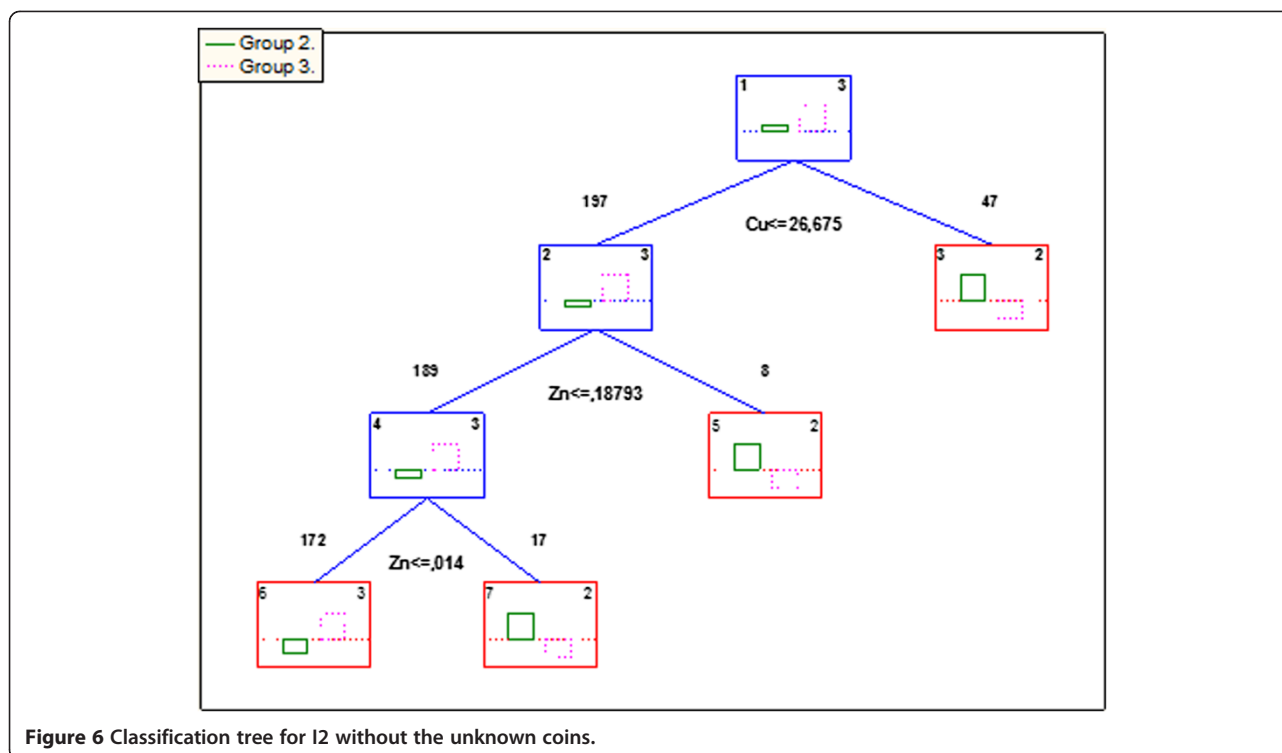 Group 2.
Group 3.
1 3
197 47
Cu<=26,675
2 3
3 2
189 8
Zn<=,18793
4 3
5 2
172 17
Zn<=,014
6 3
7 2
Figure 6 Classification tree for I2 without the unknown coins.